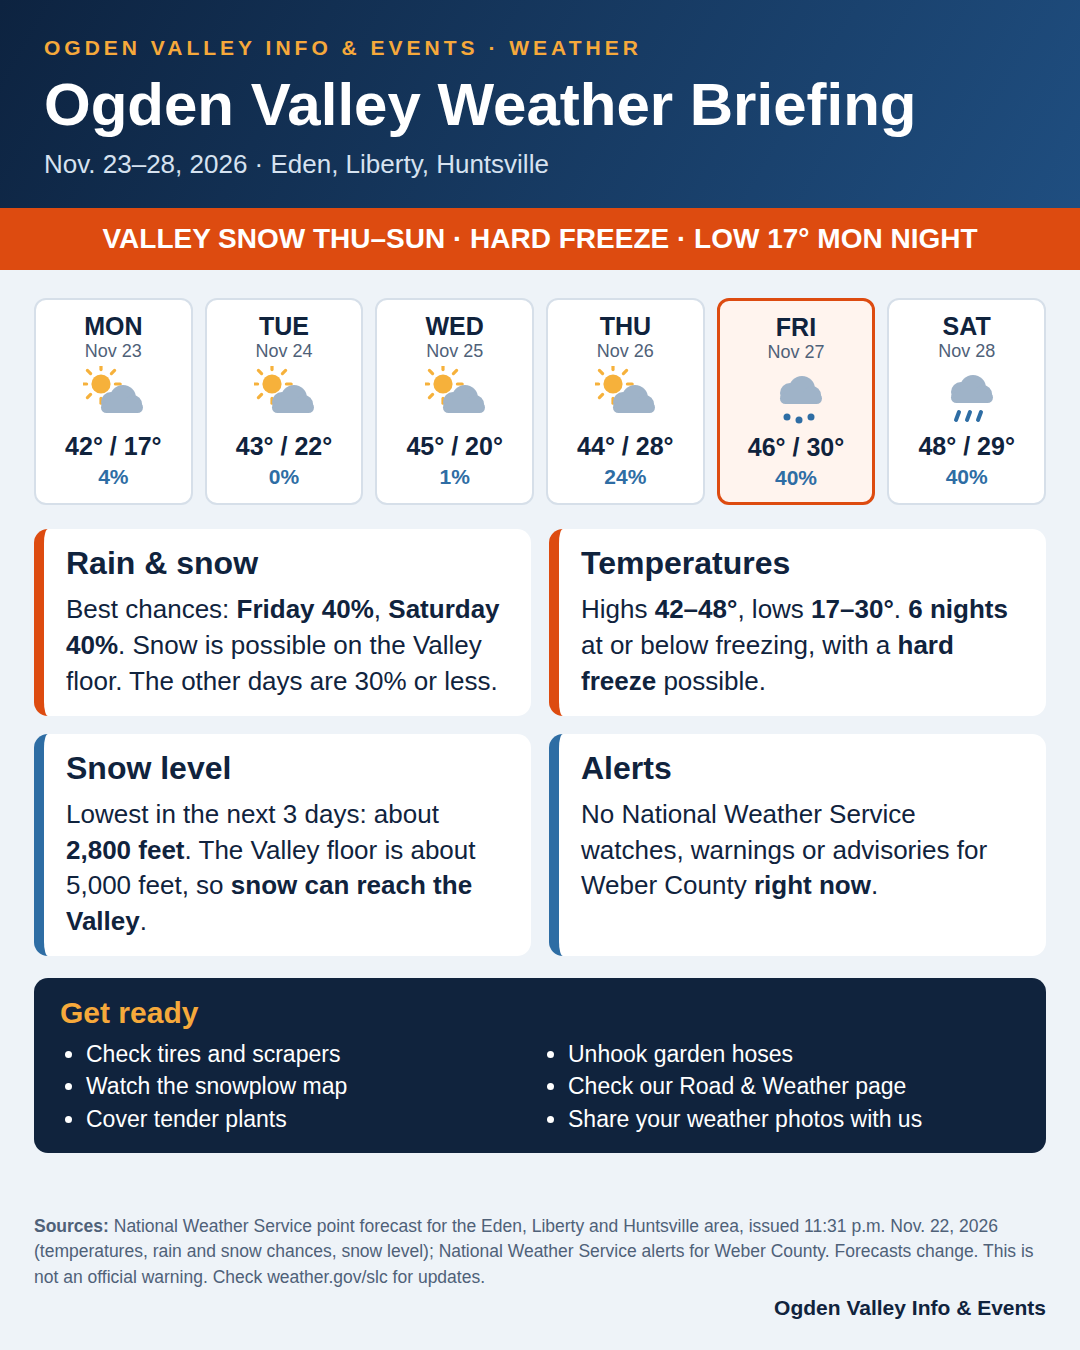 OGDEN VALLEY INFO & EVENTS · WEATHER
Ogden Valley Weather Briefing
Nov. 23–28, 2026 · Eden, Liberty, Huntsville
VALLEY SNOW THU–SUN · HARD FREEZE · LOW 17° MON NIGHT
MON
Nov 23
42° / 17°
4%
TUE
Nov 24
43° / 22°
0%
WED
Nov 25
45° / 20°
1%
THU
Nov 26
44° / 28°
24%
FRI
Nov 27
46° / 30°
40%
SAT
Nov 28
48° / 29°
40%
Rain & snow
Best chances: Friday 40%, Saturday
40%. Snow is possible on the Valley
floor. The other days are 30% or less.
Temperatures
Highs 42–48°, lows 17–30°. 6 nights
at or below freezing, with a hard
freeze possible.
Snow level
Lowest in the next 3 days: about
2,800 feet. The Valley floor is about
5,000 feet, so snow can reach the
Valley.
Alerts
No National Weather Service
watches, warnings or advisories for
Weber County right now.
Get ready
• Check tires and scrapers
• Watch the snowplow map
• Cover tender plants
• Unhook garden hoses
• Check our Road & Weather page
• Share your weather photos with us
Sources: National Weather Service point forecast for the Eden, Liberty and Huntsville area, issued 11:31 p.m. Nov. 22, 2026
(temperatures, rain and snow chances, snow level); National Weather Service alerts for Weber County. Forecasts change. This is
not an official warning. Check weather.gov/slc for updates.
Ogden Valley Info & Events